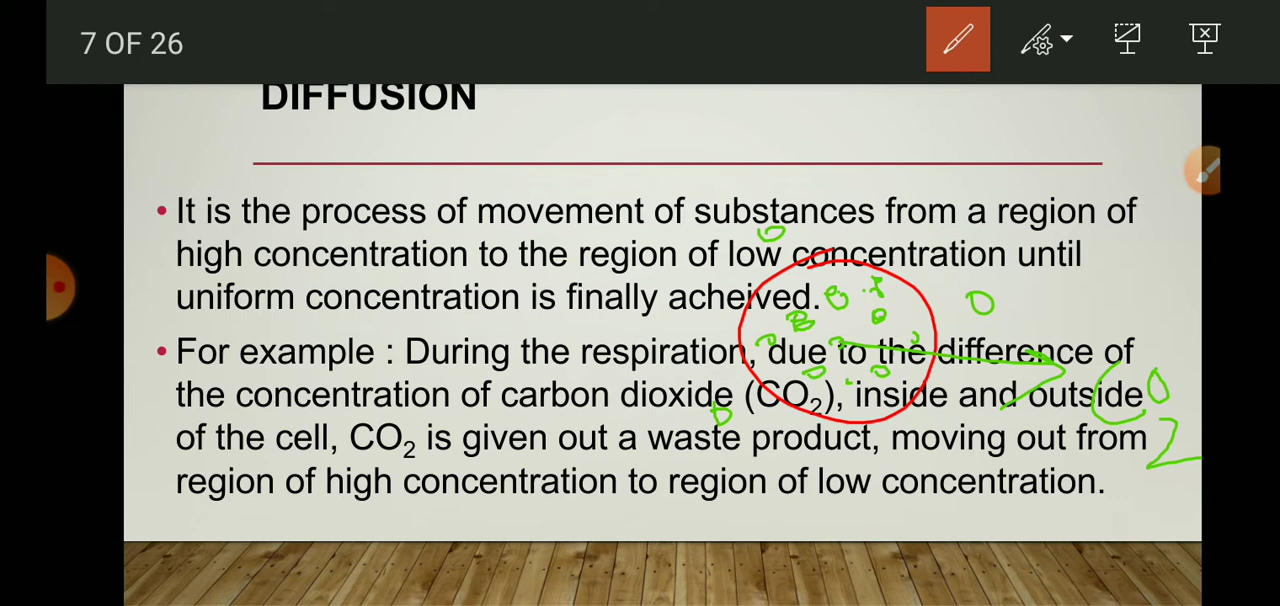 7 OF 26
DIFFUSION
• It is the process of movement of substances from a region of
high concentration to the region of low concentration until
uniform concentration is finally acheived.
• For example : During the respiration, due to the difference of
the concentration of carbon dioxide (CO₂), inside and outside
of the cell, CO₂ is given out a waste product, moving out from
region of high concentration to region of low concentration.
CO2